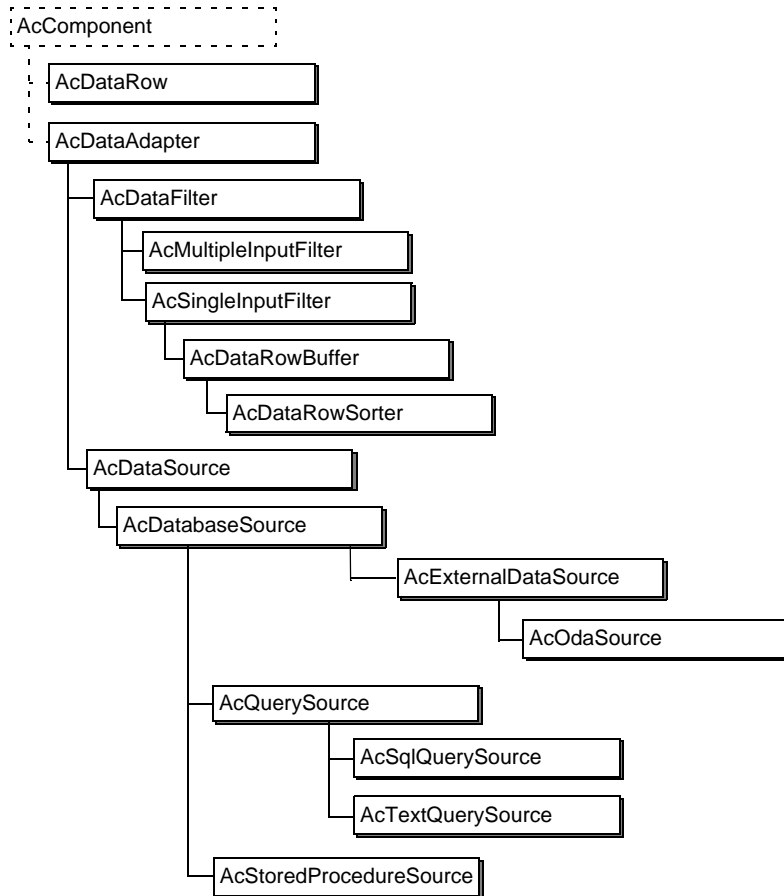 AcComponent
AcDataRow
AcDataAdapter
AcDataFilter
AcMultipleInputFilter
AcSingleInputFilter
AcDataRowBuffer
AcDataRowSorter
AcDataSource
AcDatabaseSource
AcExternalDataSource
AcOdaSource
AcQuerySource
AcSqlQuerySource
AcTextQuerySource
AcStoredProcedureSource